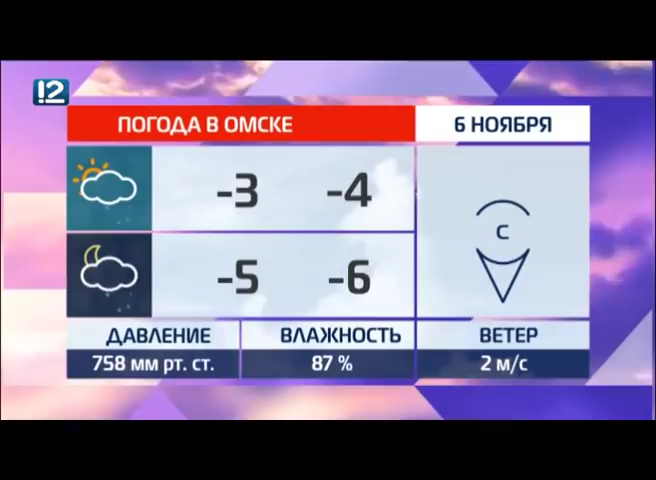 12
ПОГОДА В ОМСКЕ
6 НОЯБРЯ
-3 -4
С
-5 -6
ДАВЛЕНИЕ
ВЛАЖНОСТЬ
ВЕТЕР
758 мм рт. ст.
87 %
2 м/с